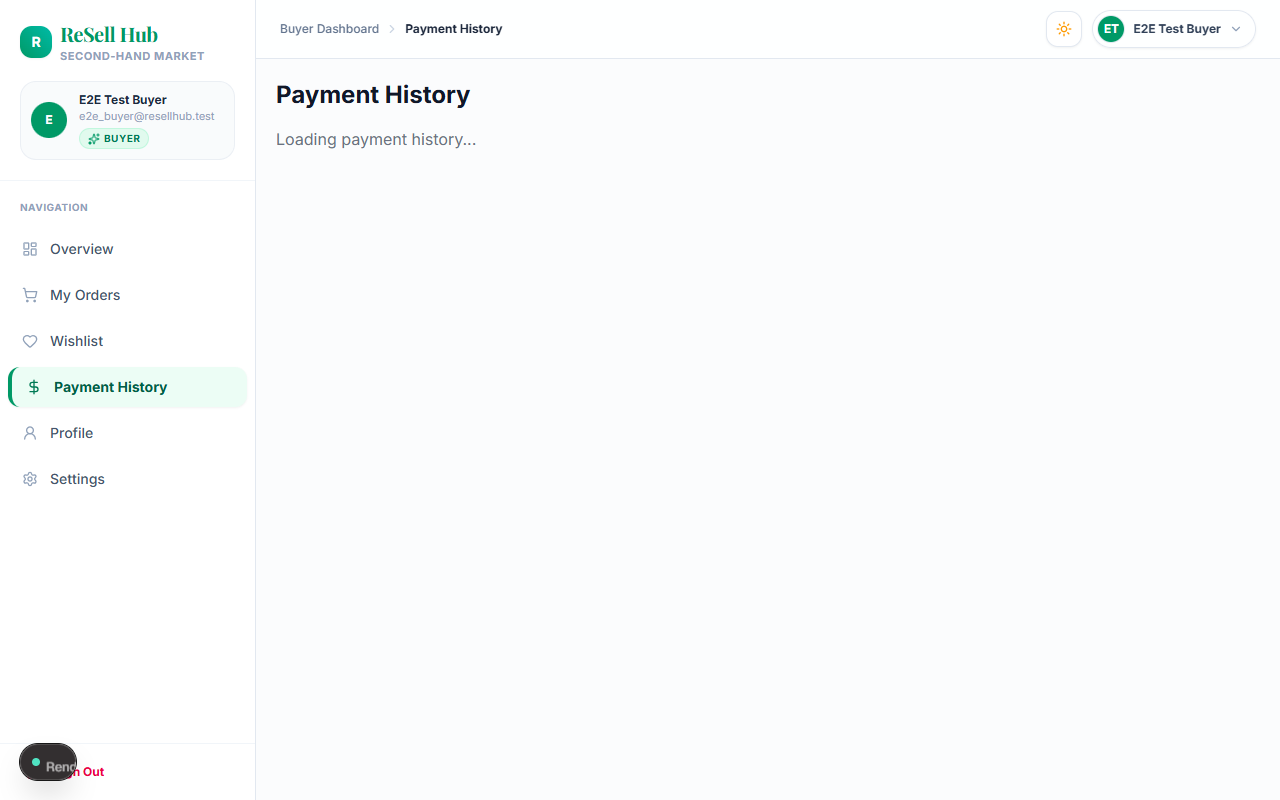 R
ReSell Hub
SECOND-HAND MARKET
E
E2E Test Buyer
e2e_buyer@resellhub.test
BUYER
NAVIGATION
Overview
My Orders
Wishlist
Payment History
Profile
Settings
Out
Buyer Dashboard
Payment History
ET
E2E Test Buyer
Payment History
Loading payment history...